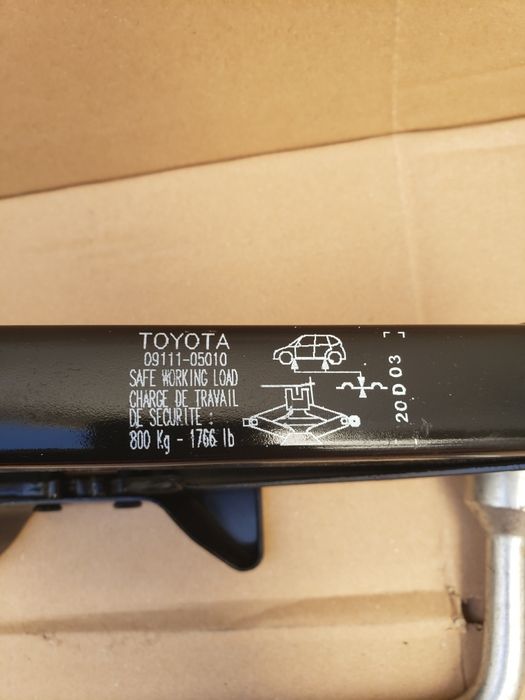 TOYOTA
09111-05010
SAFE WORKING LOAD
CHARGE DE TRAVAIL
DE SECURITE :
800 Kg - 1766 lb
20 D 03